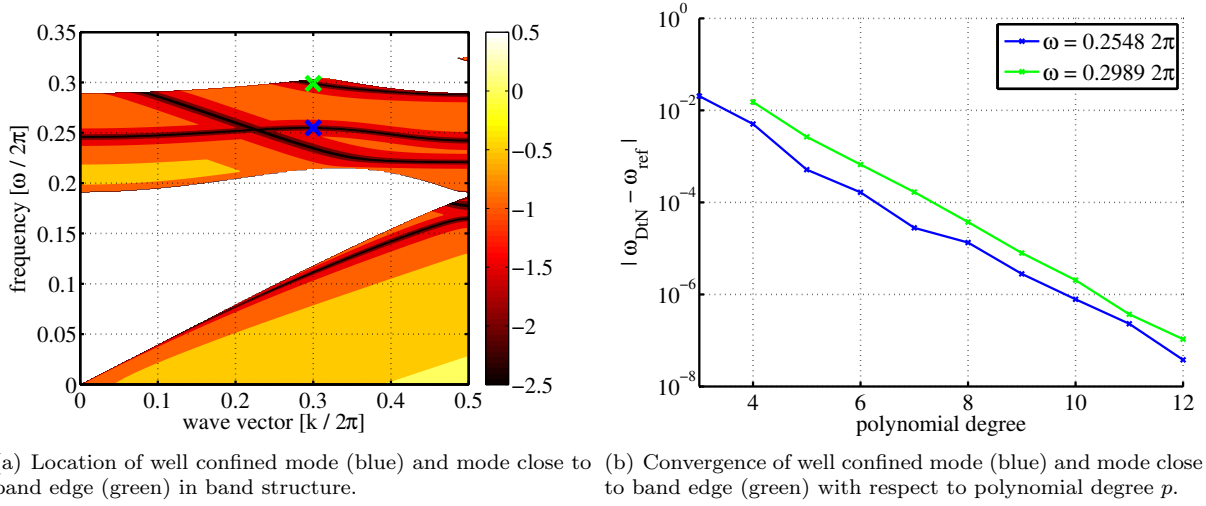 0.35
0.3
0.25
0.2
0.15
0.1
0.05
0
frequency [ω / 2π]
0 0.1 0.2 0.3 0.4 0.5
wave vector [k / 2π]
0.5
0
−0.5
−1
−1.5
−2
−2.5
10^0
10^−2
10^−4
10^−6
10^−8
| ω_DtN − ω_ref |
ω = 0.2548 2π
ω = 0.2989 2π
4 6 8 10 12
polynomial degree
a) Location of well confined mode (blue) and mode close to
band edge (green) in band structure.
(b) Convergence of well confined mode (blue) and mode close
to band edge (green) with respect to polynomial degree p.